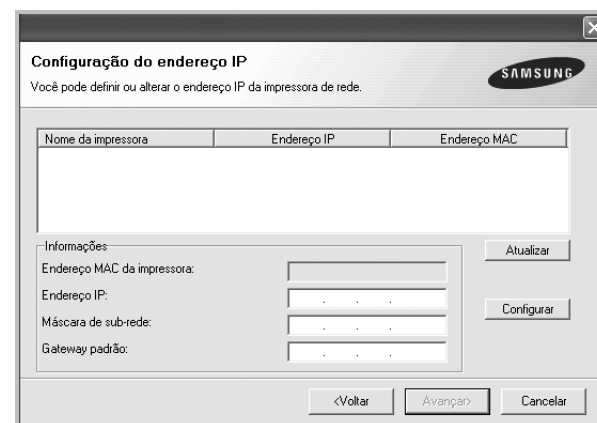 Configuração do endereço IP
Você pode definir ou alterar o endereço IP da impressora de rede.
SAMSUNG
Nome da impressora Endereço IP Endereço MAC
Informações
Atualizar
Endereço MAC da impressora:
Endereço IP:
Configurar
Máscara de sub-rede:
Gateway padrão:
<Voltar Avançar> Cancelar